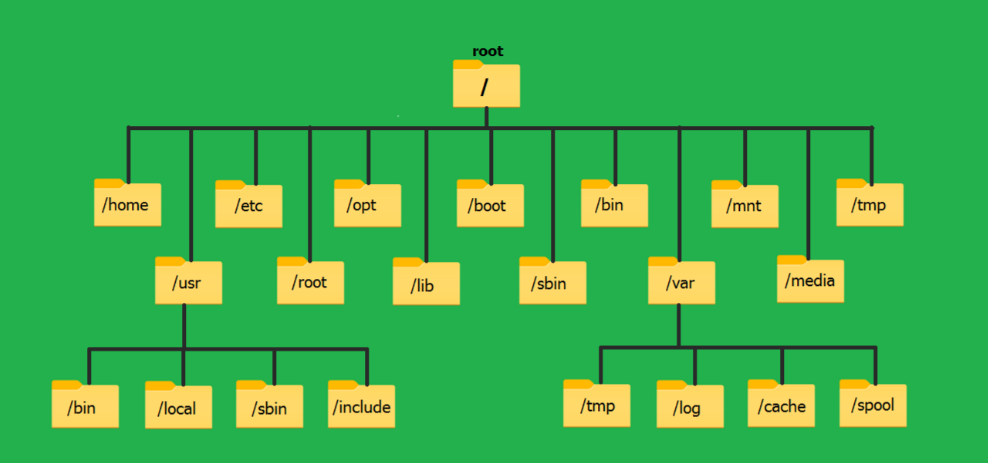 root
/
/home
/etc
/opt
/boot
/bin
/mnt
/tmp
/usr
/root
/lib
/sbin
/var
/media
/bin
/local
/sbin
/include
/tmp
/log
/cache
/spool